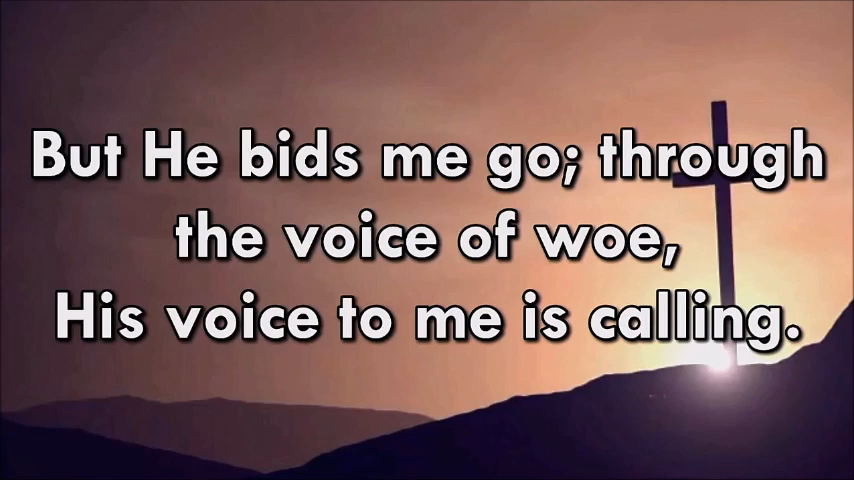 But He bids me go; through
the voice of woe,
His voice to me is calling.